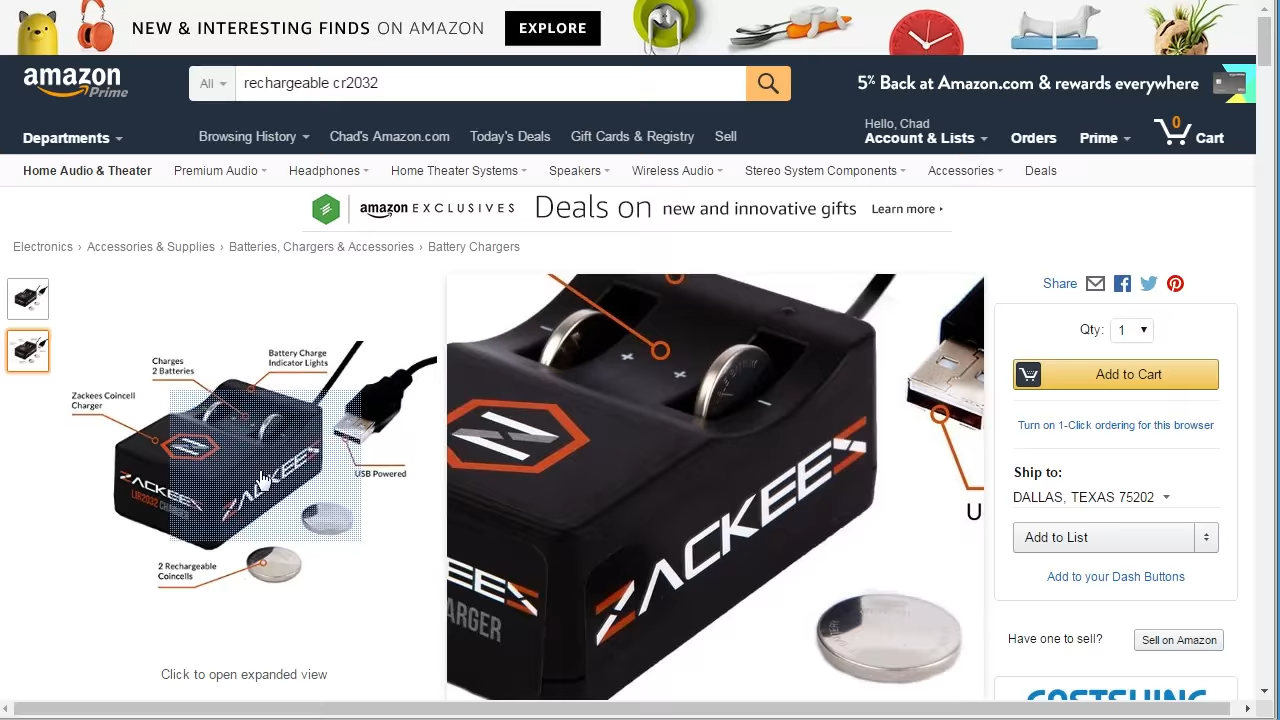 NEW & INTERESTING FINDS ON AMAZON EXPLORE
amazon Prime
All rechargeable cr2032
5% Back at Amazon.com & rewards everywhere
Departments Browsing History Chad's Amazon.com Today's Deals Gift Cards & Registry Sell
Hello, Chad
Account & Lists Orders Prime 0 Cart
Home Audio & Theater Premium Audio Headphones Home Theater Systems Speakers Wireless Audio Stereo System Components Accessories Deals
amazon EXCLUSIVES Deals on new and innovative gifts Learn more
Electronics › Accessories & Supplies › Batteries, Chargers & Accessories › Battery Chargers
Share
Qty: 1
Add to Cart
Turn on 1-Click ordering for this browser
Ship to:
DALLAS, TEXAS 75202
Add to List
Add to your Dash Buttons
Have one to sell? Sell on Amazon
Battery Charge
Indicator Lights
Charges
2 Batteries
Zackees Coincell
Charger
USB Powered
ZACKEES
LIR2032 CHARGER
ZACKEES
2 Rechargeable
Coincells
Click to open expanded view
ZACKEES
EES
ARGER
U